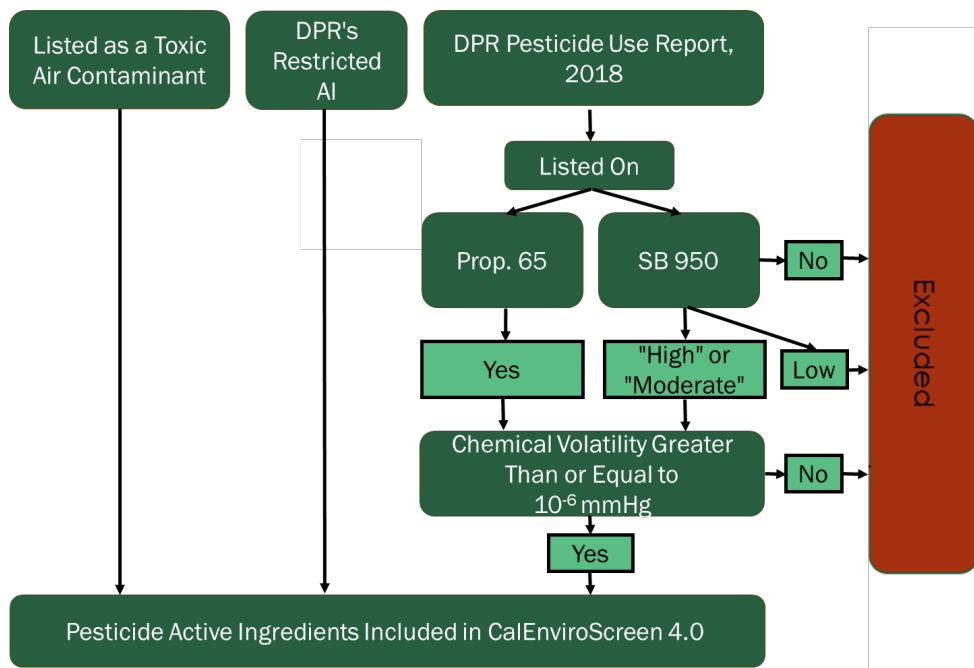 Listed as a Toxic
Air Contaminant
DPR's
Restricted
AI
DPR Pesticide Use Report,
2018
Listed On
Prop. 65
SB 950
No
Yes
"High" or
"Moderate"
Low
Excluded
Chemical Volatility Greater
Than or Equal to
10⁻⁶ mmHg
No
Yes
Pesticide Active Ingredients Included in CalEnviroScreen 4.0